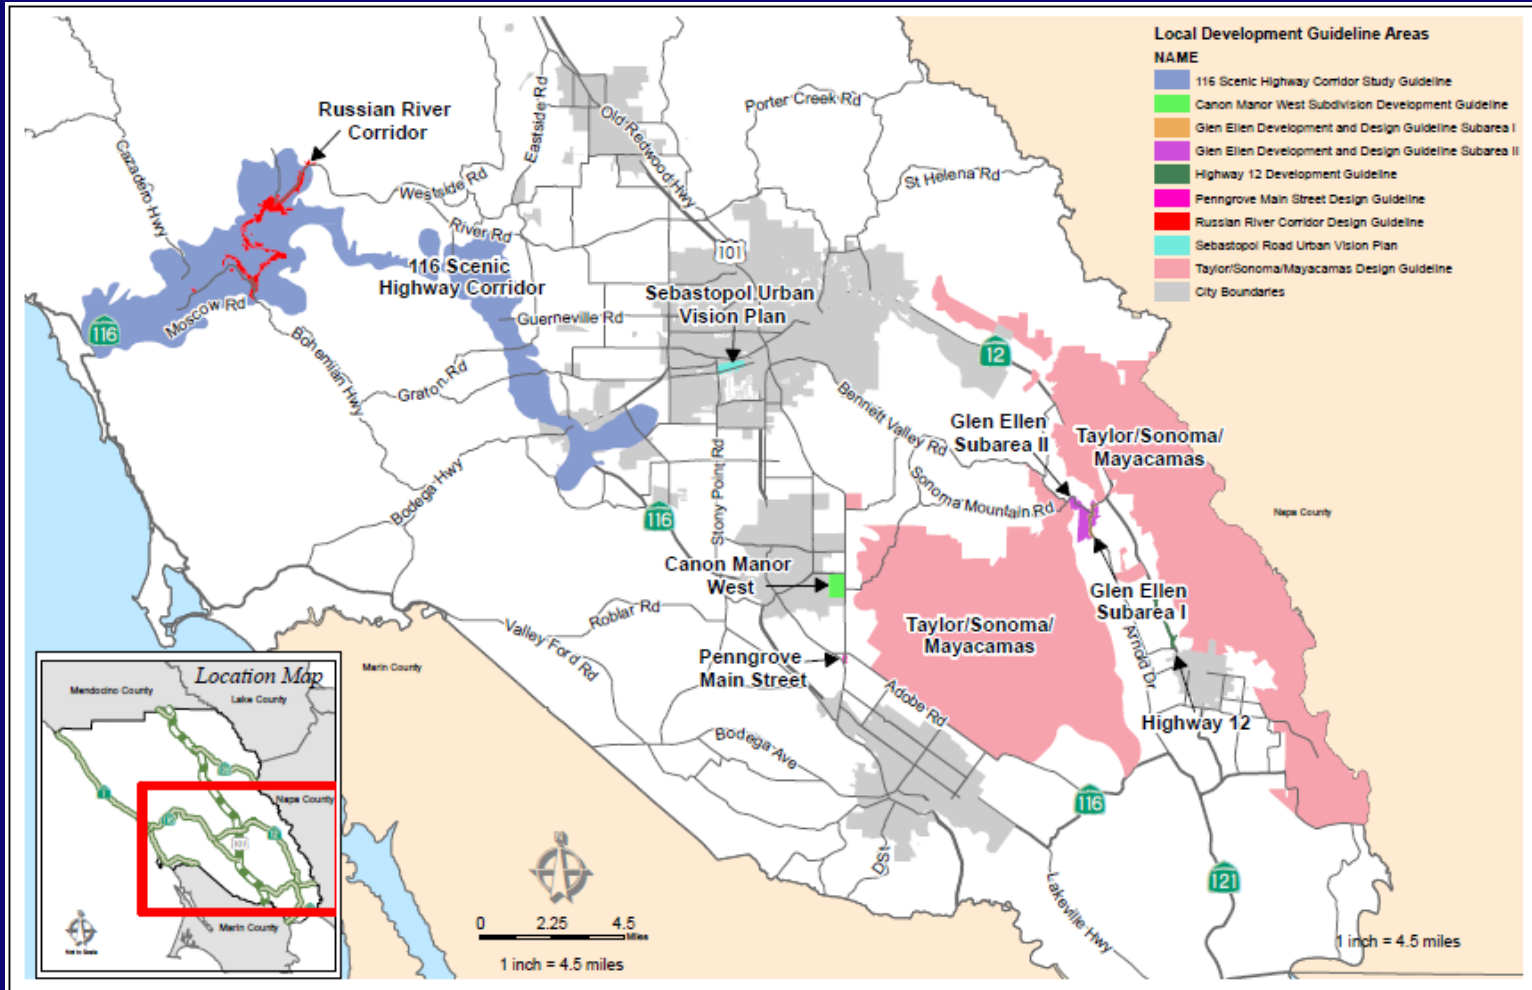 Local Development Guideline Areas
NAME
116 Scenic Highway Corridor Study Guideline
Canon Manor West Subdivision Development Guideline
Glen Ellen Development and Design Guideline Subarea I
Glen Ellen Development and Design Guideline Subarea II
Highway 12 Development Guideline
Penngrove Main Street Design Guideline
Russian River Corridor Design Guideline
Sebastopol Road Urban Vision Plan
Taylor/Sonoma/Mayacamas Design Guideline
City Boundaries
Russian River
Corridor
Cazadero Hwy
Eastside Rd
Old Redwood Hwy
Porter Creek Rd
Westside Rd
St Helena Rd
River Rd
101
116 Scenic
Highway Corridor
Sebastopol Urban
Vision Plan
Moscow Rd
116
Guerneville Rd
Bohemian Hwy
12
Graton Rd
Bennett Valley Rd
Glen Ellen
Subarea II
Taylor/Sonoma/
Mayacamas
Bodega Hwy
Stony Point Rd
Sonoma Mountain Rd
116
Napa County
Canon Manor
West
Glen Ellen
Subarea I
Roblar Rd
Valley Ford Rd
Taylor/Sonoma/
Mayacamas
Arnold Dr
Marin County
Penngrove
Main Street
Adobe Rd
Highway 12
Bodega Ave
116
D St
121
Lakeville Hwy
0 2.25 4.5
Miles
1 inch = 4.5 miles
1 inch = 4.5 miles
Location Map
Mendocino County
Lake County
Napa County
1
12
101
Marin County
Not to Scale